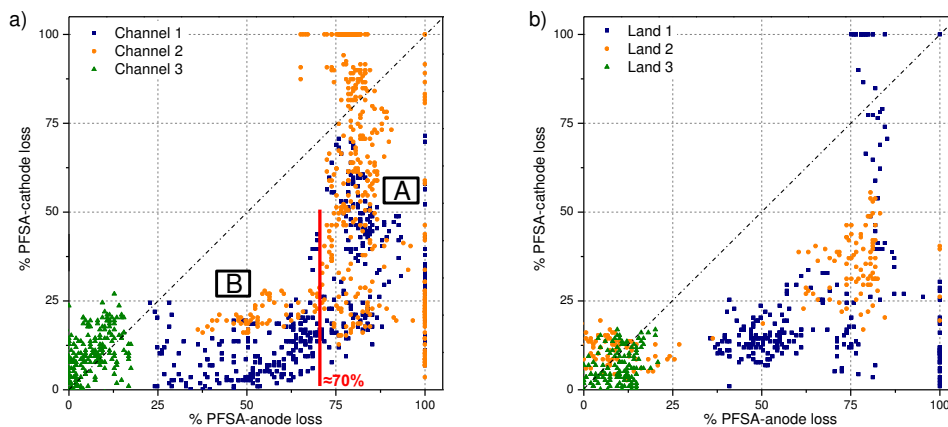 a)
Channel 1
Channel 2
Channel 3
A
B
≈70%
100
75
50
25
0
% PFSA-cathode loss
0
25
50
75
100
% PFSA-anode loss
b)
Land 1
Land 2
Land 3
100
75
50
25
0
% PFSA-cathode loss
0
25
50
75
100
% PFSA-anode loss